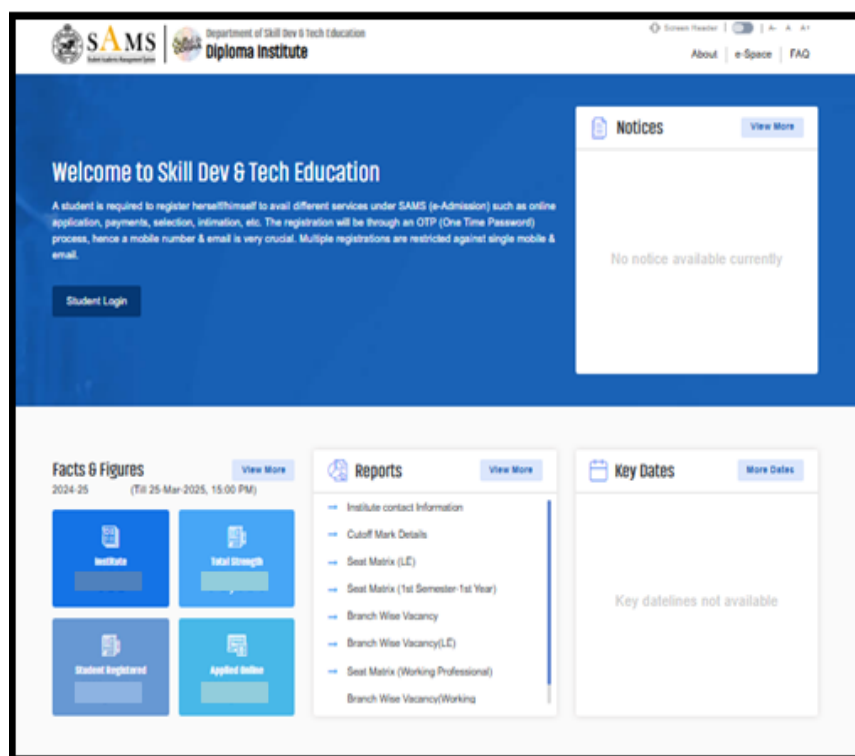 SAMS
Student Academic Management System
Department of Skill Dev & Tech Education
Diploma Institute
Screen Reader | | A- A A+
About | e-Space | FAQ
Welcome to Skill Dev & Tech Education
A student is required to register herself/himself to avail different services under SAMS (e-Admission) such as online
application, payments, selection, intimation, etc. The registration will be through an OTP (One Time Password)
process, hence a mobile number & email is very crucial. Multiple registrations are restricted against single mobile &
email.
Student Login
Notices
View More
No notice available currently
Facts & Figures
View More
2024-25 (Till 25-Mar-2025, 15:00 PM)
Institute
Total Strength
Student Registered
Applied Online
Reports
View More
Institute contact Information
Cutoff Mark Details
Seat Matrix (LE)
Seat Matrix (1st Semester-1st Year)
Branch Wise Vacancy
Branch Wise Vacancy(LE)
Seat Matrix (Working Professional)
Branch Wise Vacancy(Working
Key Dates
More Dates
Key datelines not available